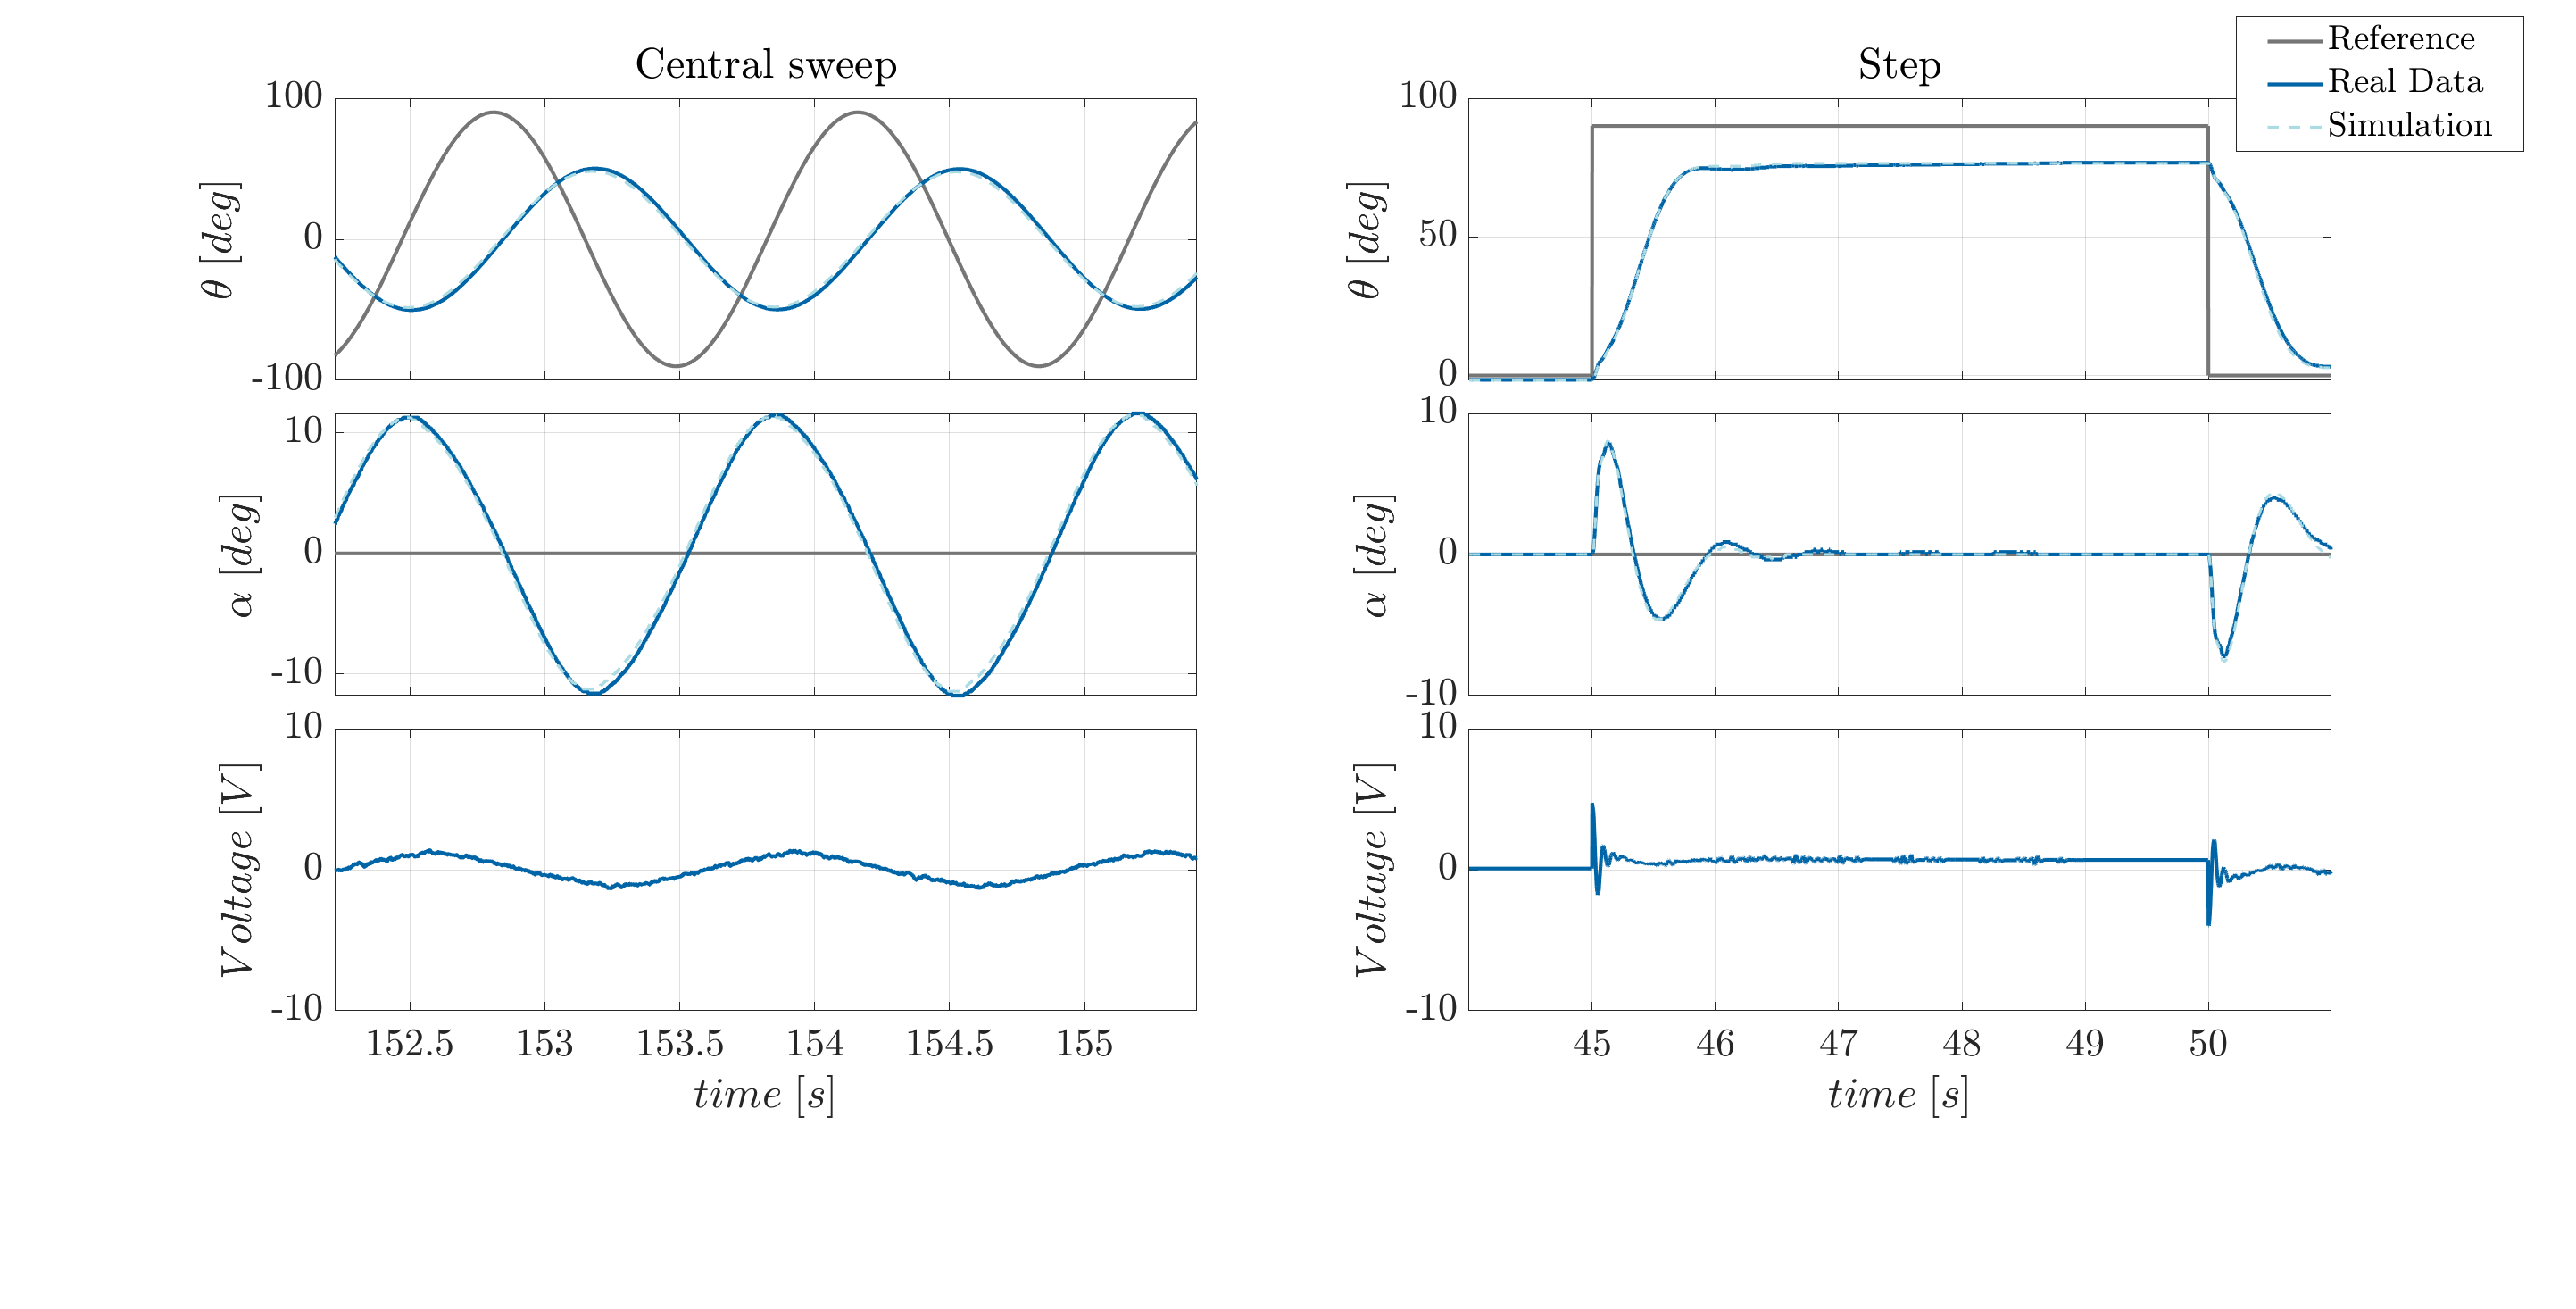 Central sweep
100
0
-100
θ [deg]
10
0
-10
α [deg]
10
0
-10
Voltage [V]
152.5 153 153.5 154 154.5 155
time [s]
Step
Reference
Real Data
Simulation
100
50
0
θ [deg]
10
0
-10
α [deg]
10
0
-10
Voltage [V]
45 46 47 48 49 50
time [s]